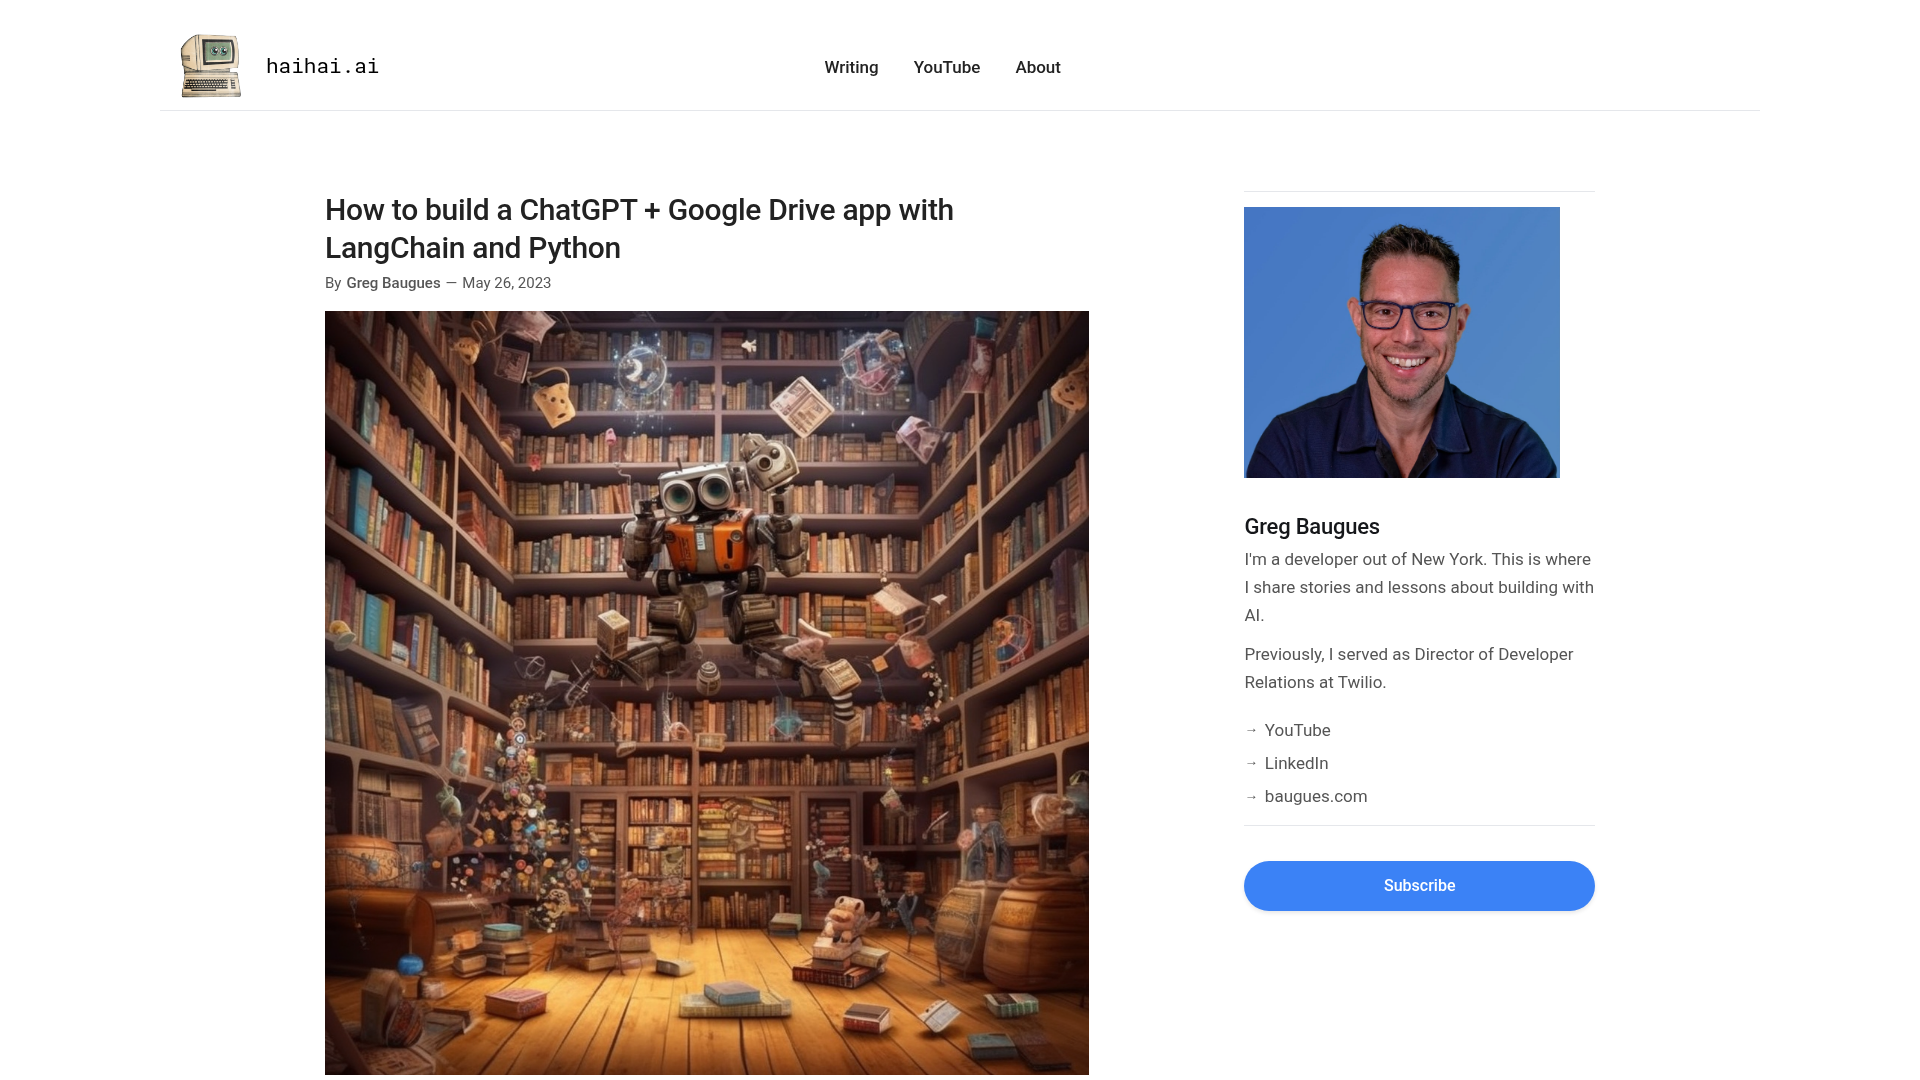 haihai.ai
Writing
YouTube
About
How to build a ChatGPT + Google Drive app with
LangChain and Python
By Greg Baugues — May 26, 2023
Greg Baugues
I'm a developer out of New York. This is where
I share stories and lessons about building with
AI.
Previously, I served as Director of Developer
Relations at Twilio.
→ YouTube
→ LinkedIn
→ baugues.com
Subscribe